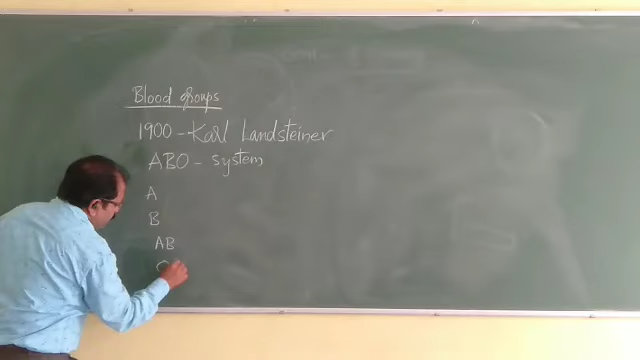 Blood groups
1900 - Karl Landsteiner
ABO - system
A
B
AB